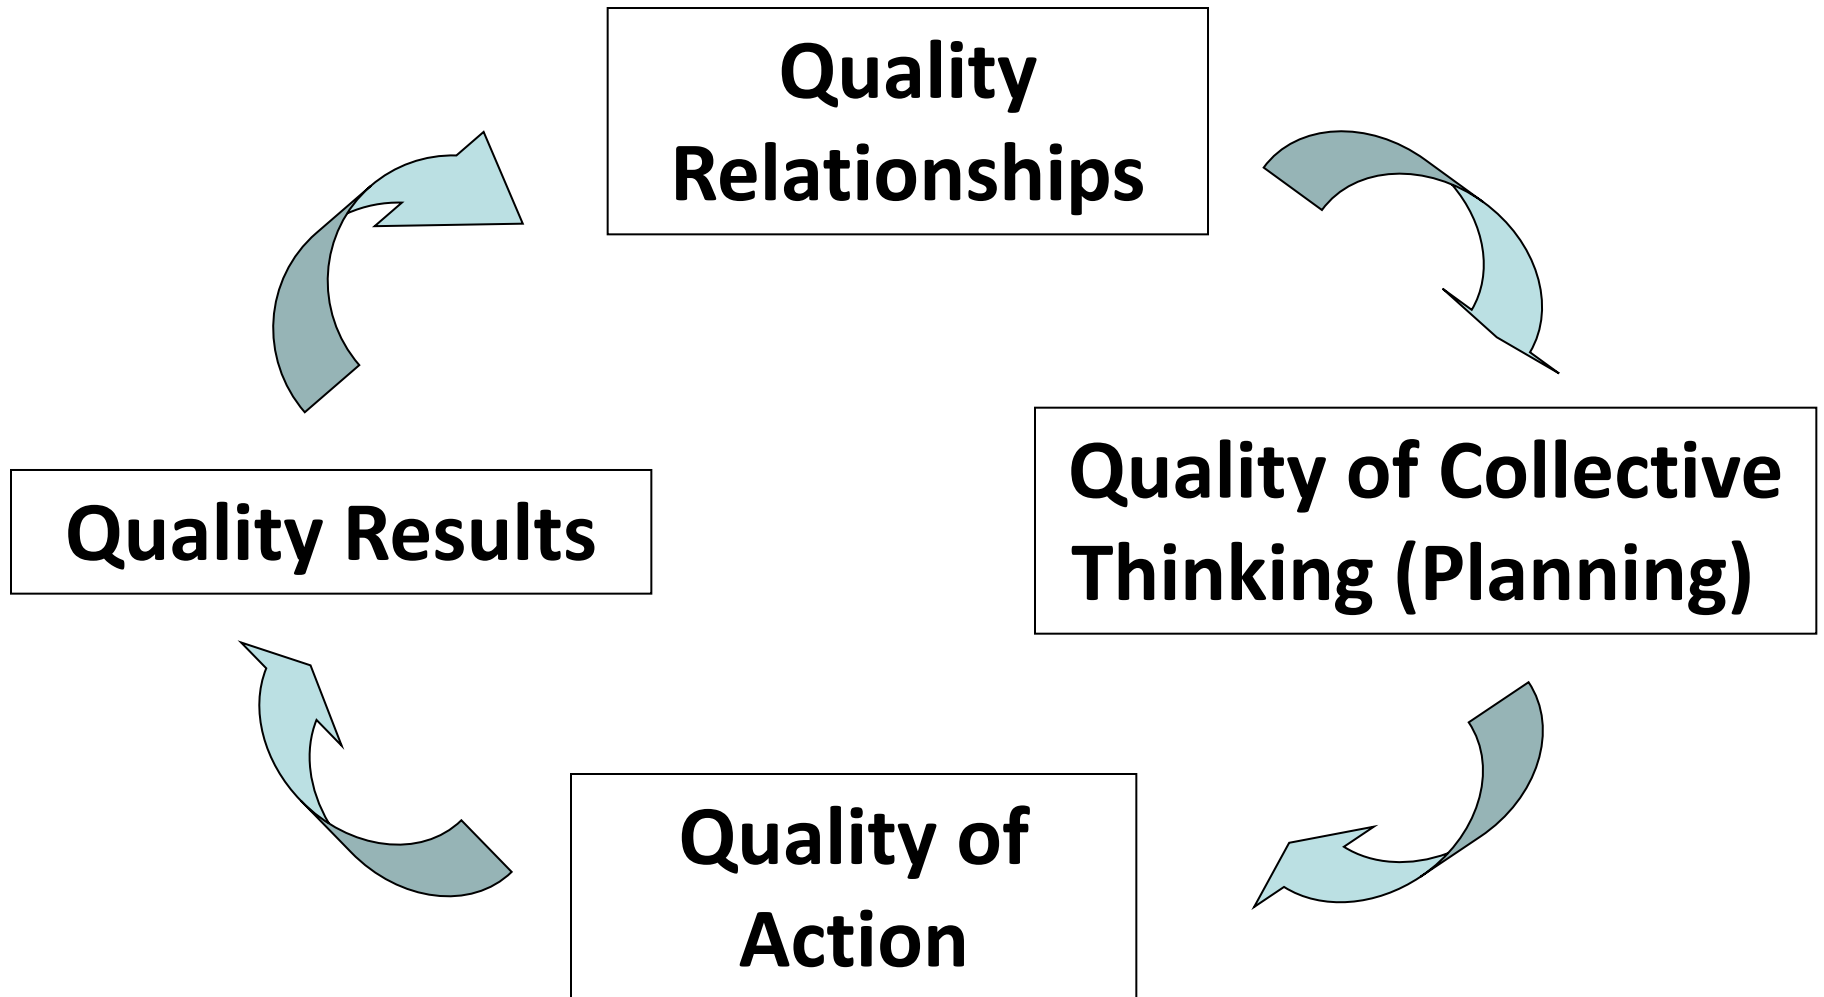 Quality
Relationships
Quality of Collective
Thinking (Planning)
Quality Results
Quality of
Action